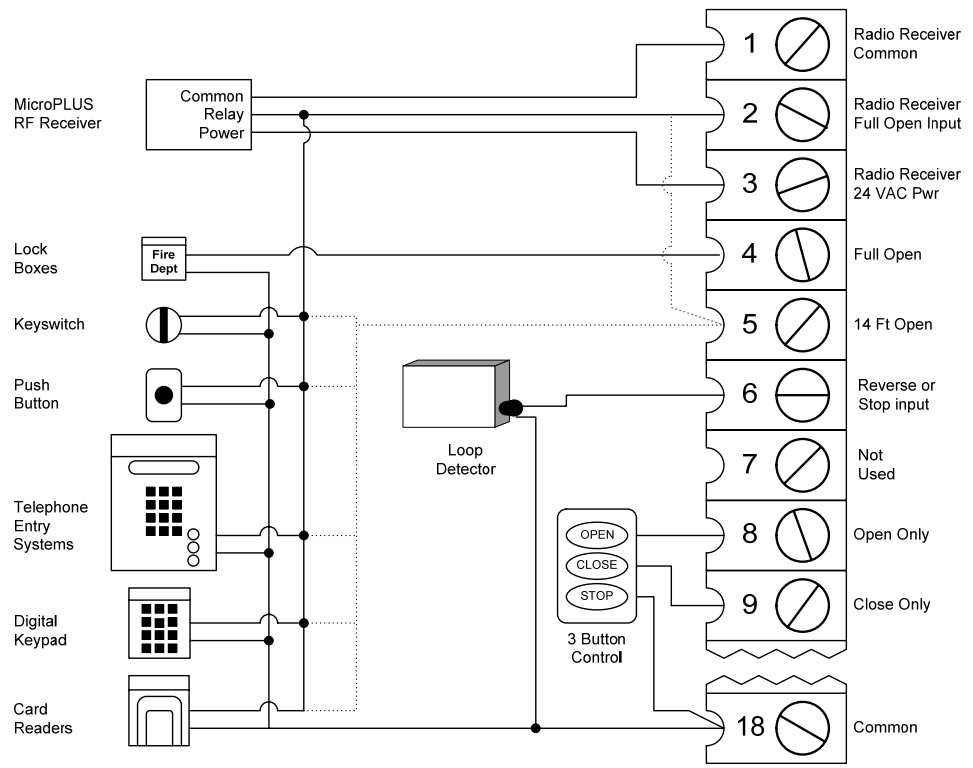 MicroPLUS
RF Receiver
Common
Relay
Power
Lock
Boxes
Fire
Dept
Keyswitch
Push
Button
Telephone
Entry
Systems
Digital
Keypad
Card
Readers
Loop
Detector
OPEN
CLOSE
STOP
3 Button
Control
1
Radio Receiver
Common
2
Radio Receiver
Full Open Input
3
Radio Receiver
24 VAC Pwr
4
Full Open
5
14 Ft Open
6
Reverse or
Stop input
7
Not
Used
8
Open Only
9
Close Only
18
Common